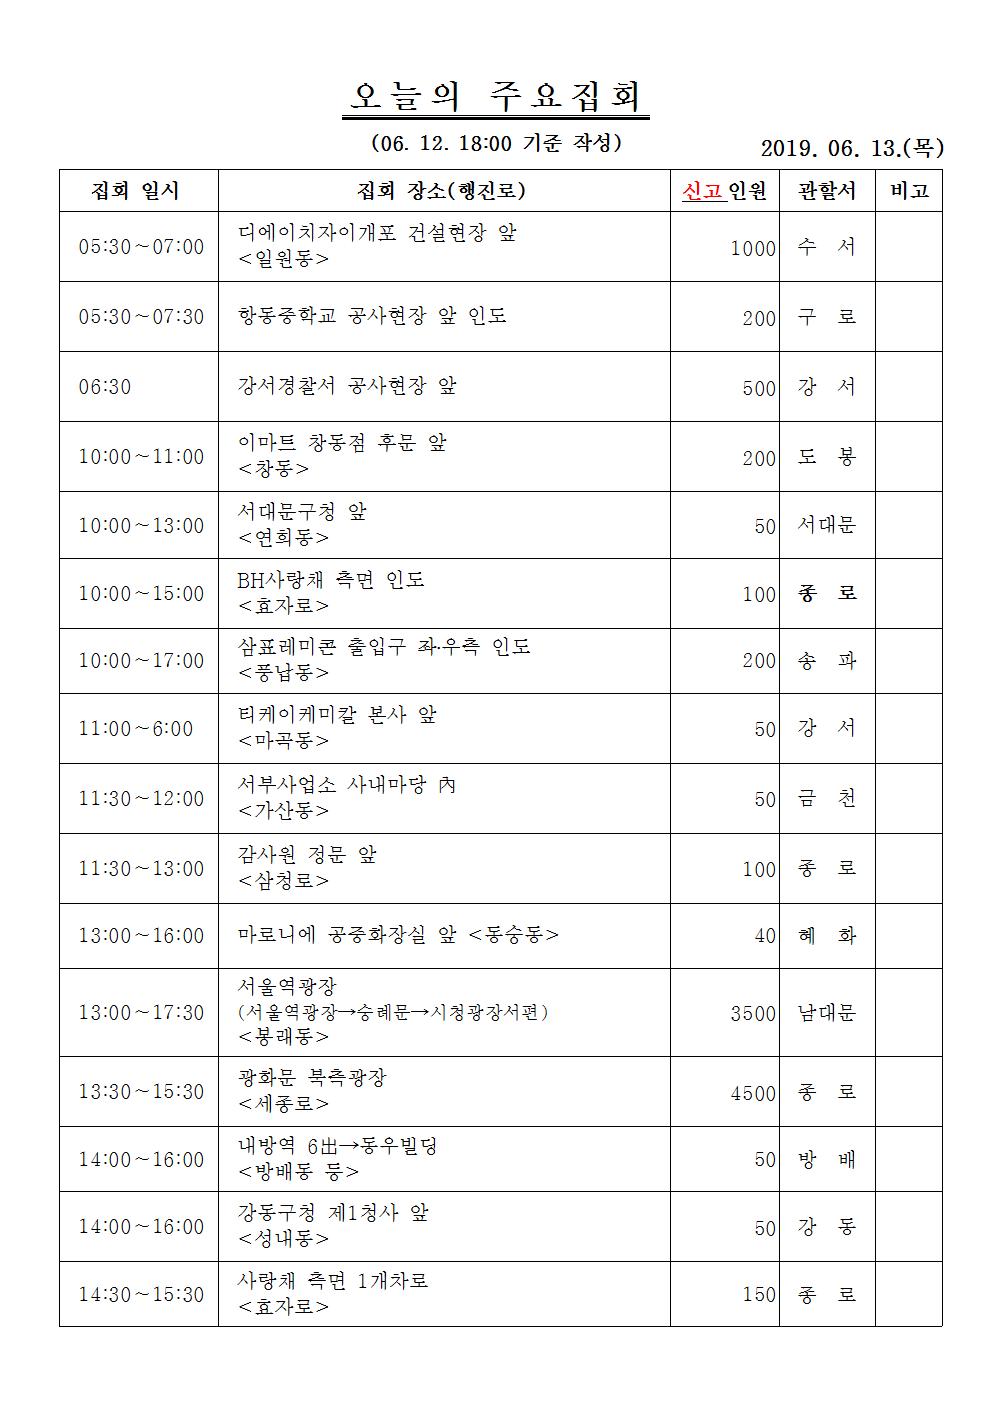 오늘의 주요집회
(06. 12. 18:00 기준 작성)
2019. 06. 13.(목)
집회 일시 집회 장소(행진로) 신고인원 관할서 비고
05:30～07:00 디에이치자이개포 건설현장 앞 1000 수 서
<일원동>
05:30～07:30 항동중학교 공사현장 앞 인도 200 구 로
06:30 강서경찰서 공사현장 앞 500 강 서
10:00～11:00 이마트 창동점 후문 앞 200 도 봉
<창동>
10:00～13:00 서대문구청 앞 50 서대문
<연희동>
10:00～15:00 BH사랑채 측면 인도 100 종 로
<효자로>
10:00～17:00 삼표레미콘 출입구 좌·우측 인도 200 송 파
<풍납동>
11:00～6:00 티케이케미칼 본사 앞 50 강 서
<마곡동>
11:30～12:00 서부사업소 사내마당 內 50 금 천
<가산동>
11:30～13:00 감사원 정문 앞 100 종 로
<삼청로>
13:00～16:00 마로니에 공중화장실 앞 <동숭동> 40 혜 화
13:00～17:30 서울역광장 3500 남대문
(서울역광장→숭례문→시청광장서편)
<봉래동>
13:30～15:30 광화문 북측광장 4500 종 로
<세종로>
14:00～16:00 내방역 6出→동우빌딩 50 방 배
<방배동 등>
14:00～16:00 강동구청 제1청사 앞 50 강 동
<성내동>
14:30～15:30 사랑채 측면 1개차로 150 종 로
<효자로>